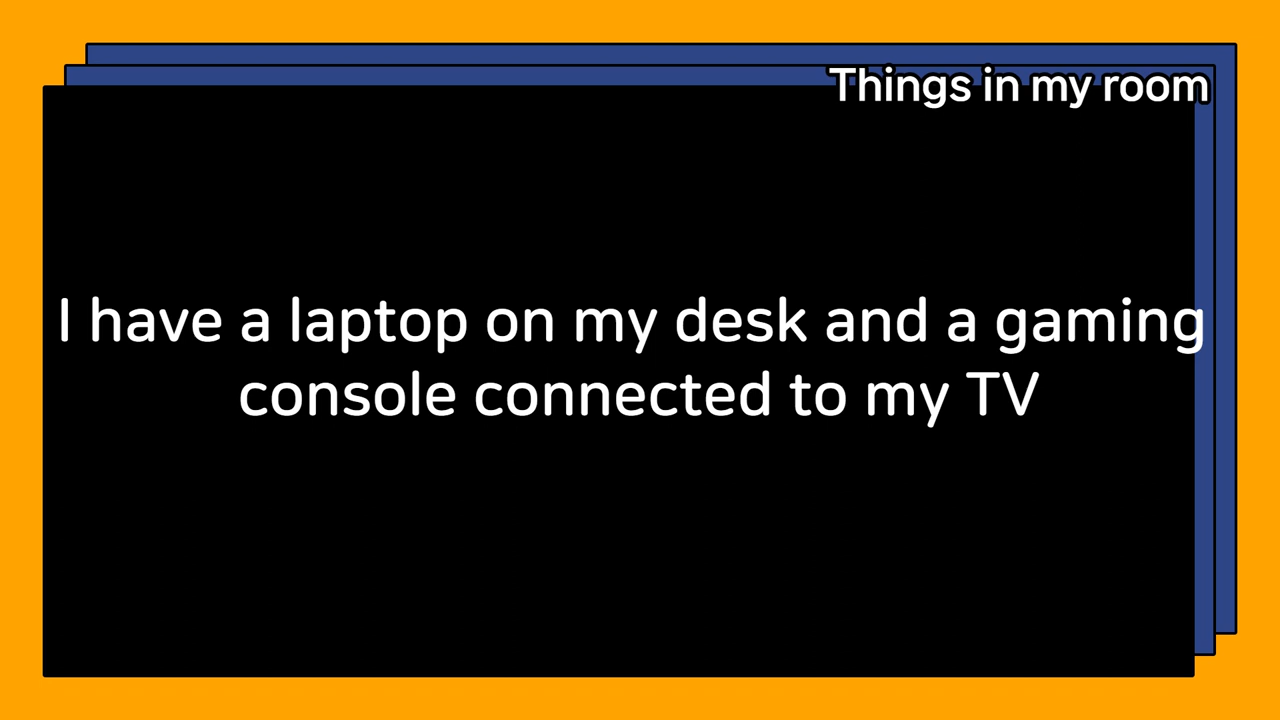 Things in my room
I have a laptop on my desk and a gaming
console connected to my TV